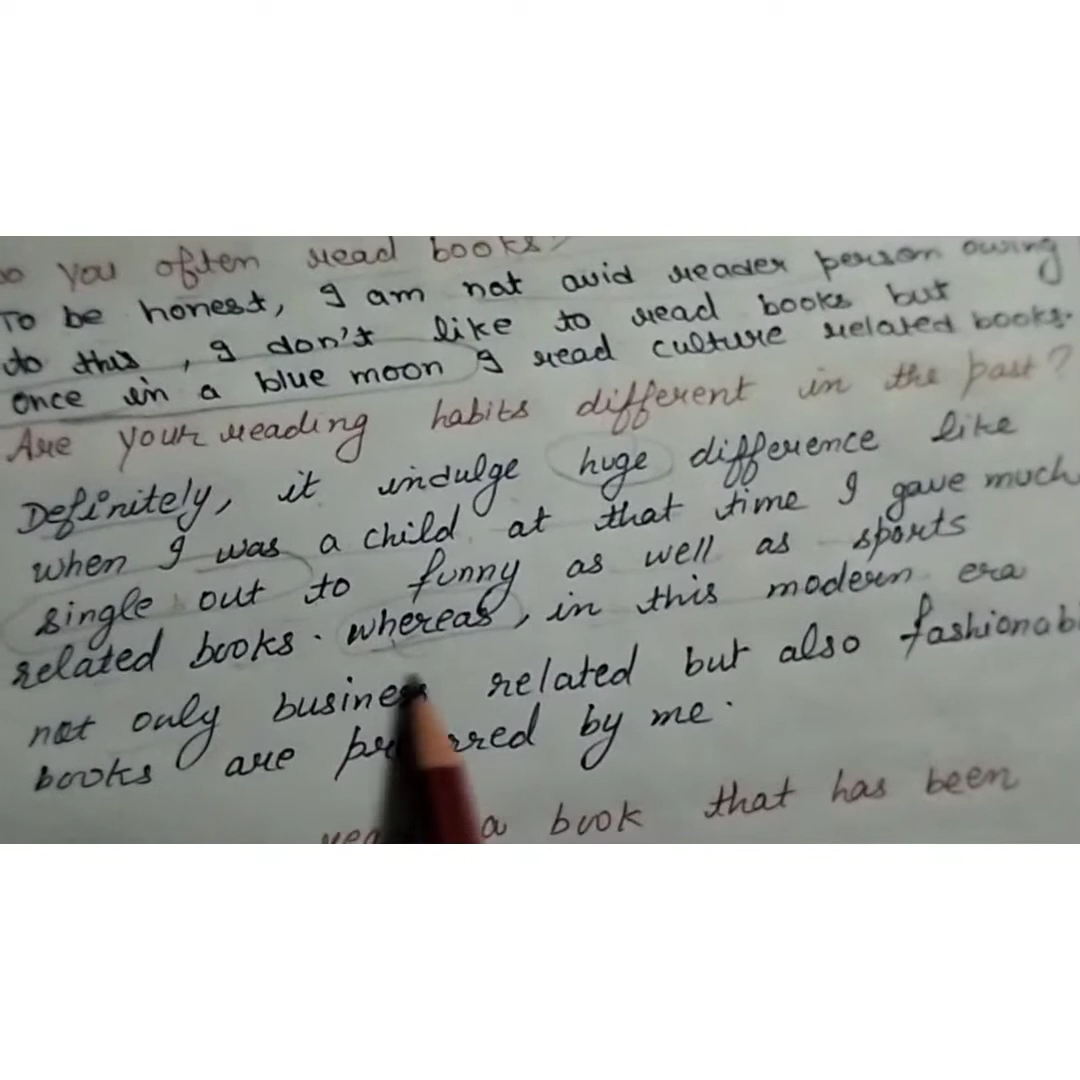 you often read books?
To be honest, I am not avid reader person owing
to this, I don't like to read books but
once in a blue moon I read culture related books.
Are your reading habits different in the past?
Definitely, it indulge huge difference like
when I was a child at that time I gave much
single out to funny as well as sports
related books. whereas, in this modern era
not only business related but also fashionab
books are by me.
a book that has been